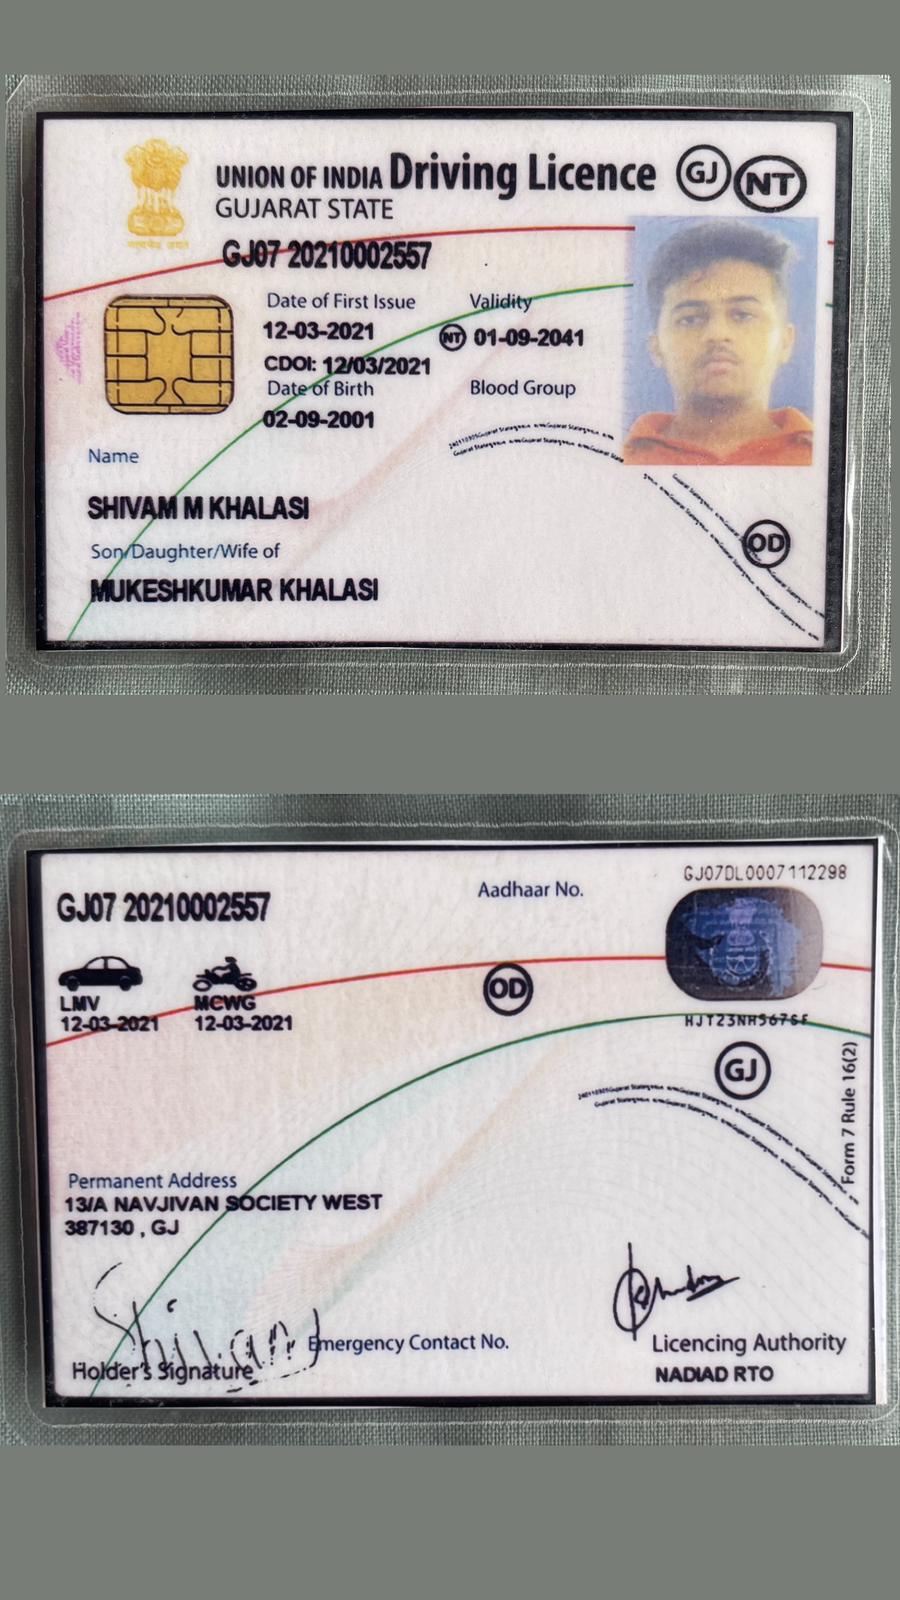 UNION OF INDIA Driving Licence GJ NT
GUJARAT STATE
GJ07 20210002557
Date of First Issue Validity
12-03-2021 NT 01-09-2041
CDOI: 12/03/2021
Date of Birth Blood Group
02-09-2001
Name
SHIVAM M KHALASI
Son/Daughter/Wife of
OD
MUKESHKUMAR KHALASI
GJ07DL0007112298
Aadhaar No.
GJ07 20210002557
OD
LMV MCWG
12-03-2021 12-03-2021
HJT23NH567SF
GJ
Form 7 Rule 16(2)
Permanent Address
13/A NAVJIVAN SOCIETY WEST
387130 , GJ
Shivam
Emergency Contact No. Licencing Authority
Holder's Signature NADIAD RTO